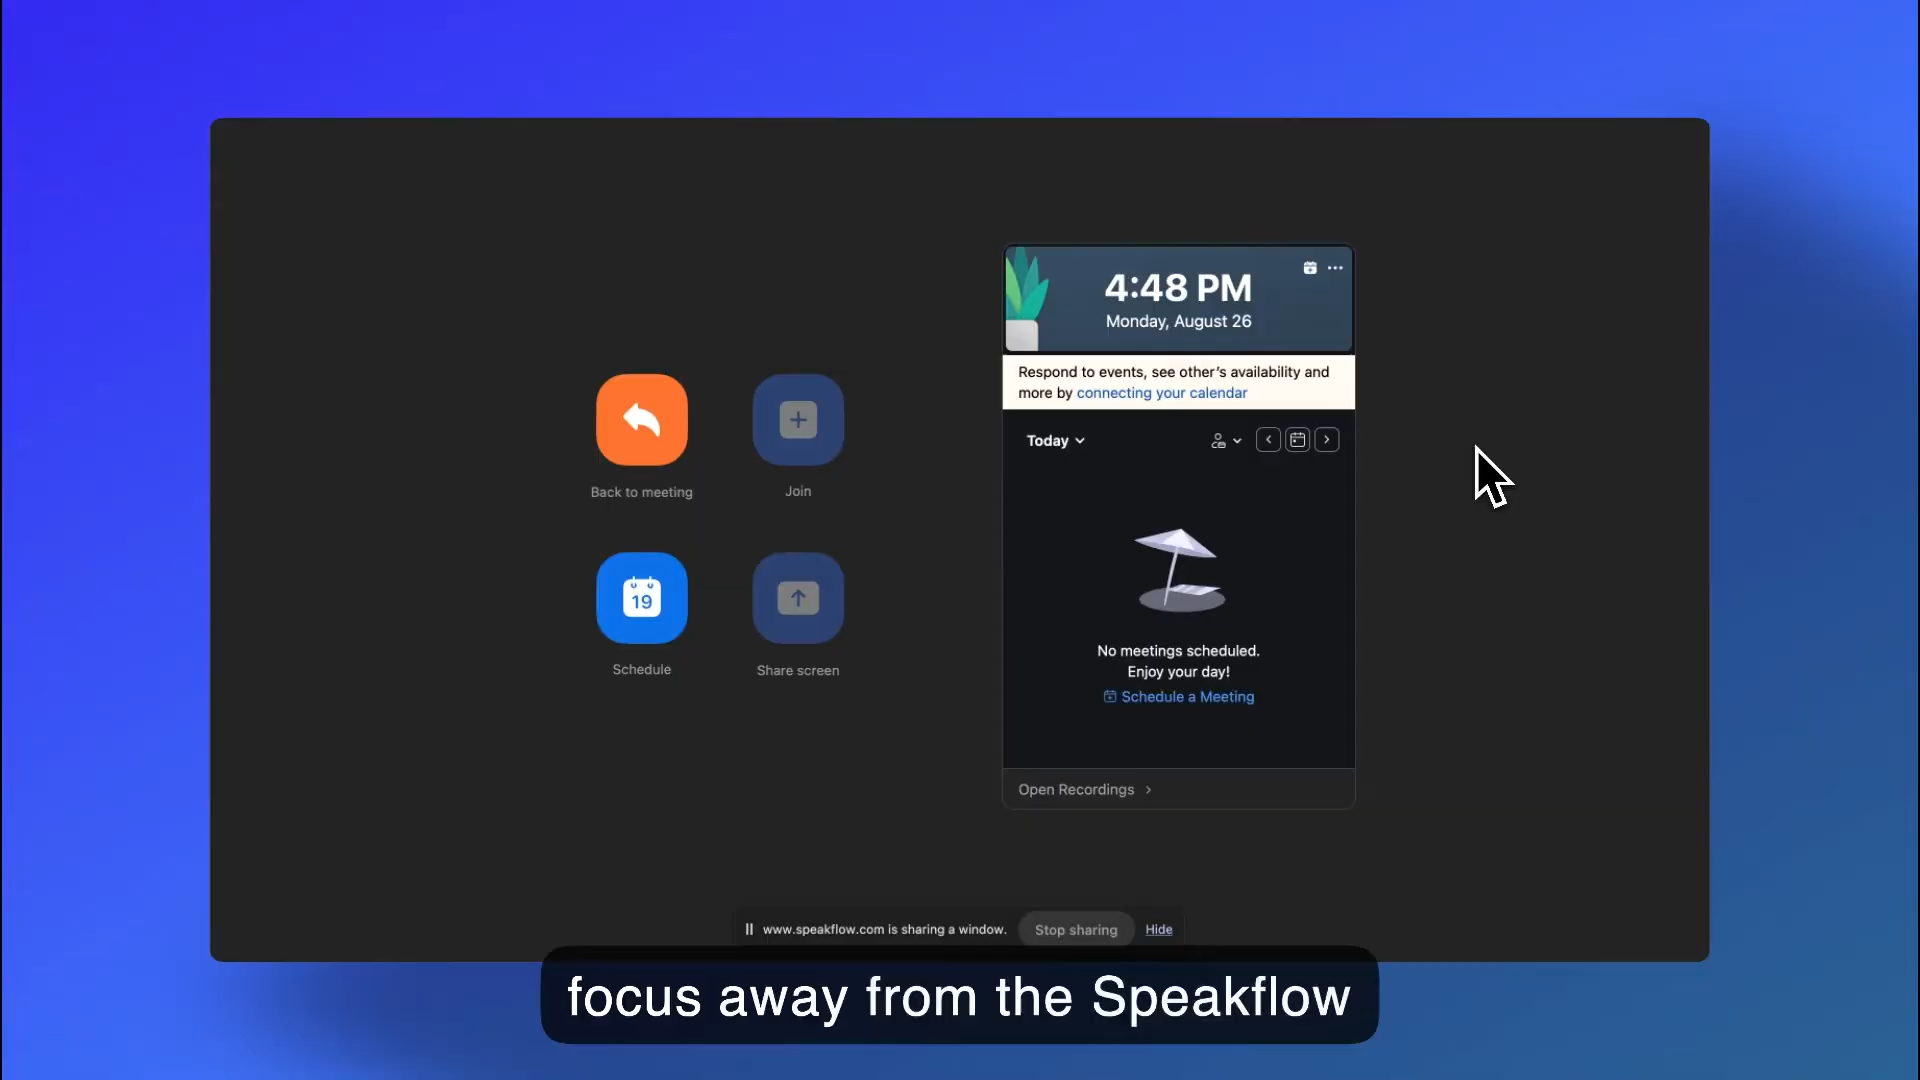 4:48 PM
Monday, August 26
Respond to events, see other's availability and
more by connecting your calendar
Today
Back to meeting
Join
19
Schedule
Share screen
No meetings scheduled.
Enjoy your day!
Schedule a Meeting
Open Recordings
www.speakflow.com is sharing a window.
Stop sharing
Hide
focus away from the Speakflow